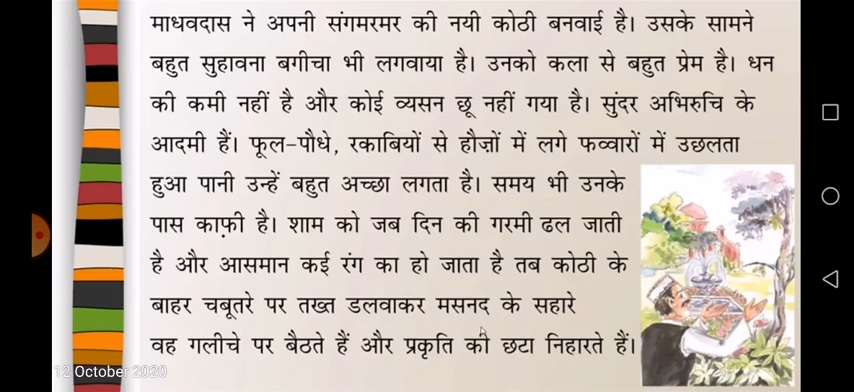 माधवदास ने अपनी संगमरमर की नयी कोठी बनवाई है। उसके सामने
बहुत सुहावना बगीचा भी लगवाया है। उनको कला से बहुत प्रेम है। धन
की कमी नहीं है और कोई व्यसन छू नहीं गया है। सुंदर अभिरुचि के
आदमी हैं। फूल-पौधे, रकाबियों से हौज़ों में लगे फव्वारों में उछलता
हुआ पानी उन्हें बहुत अच्छा लगता है। समय भी उनके
पास काफ़ी है। शाम को जब दिन की गरमी ढल जाती
है और आसमान कई रंग का हो जाता है तब कोठी के
बाहर चबूतरे पर तख्त डलवाकर मसनद के सहारे
वह गलीचे पर बैठते हैं और प्रकृति की छटा निहारते हैं।
12 October 2020